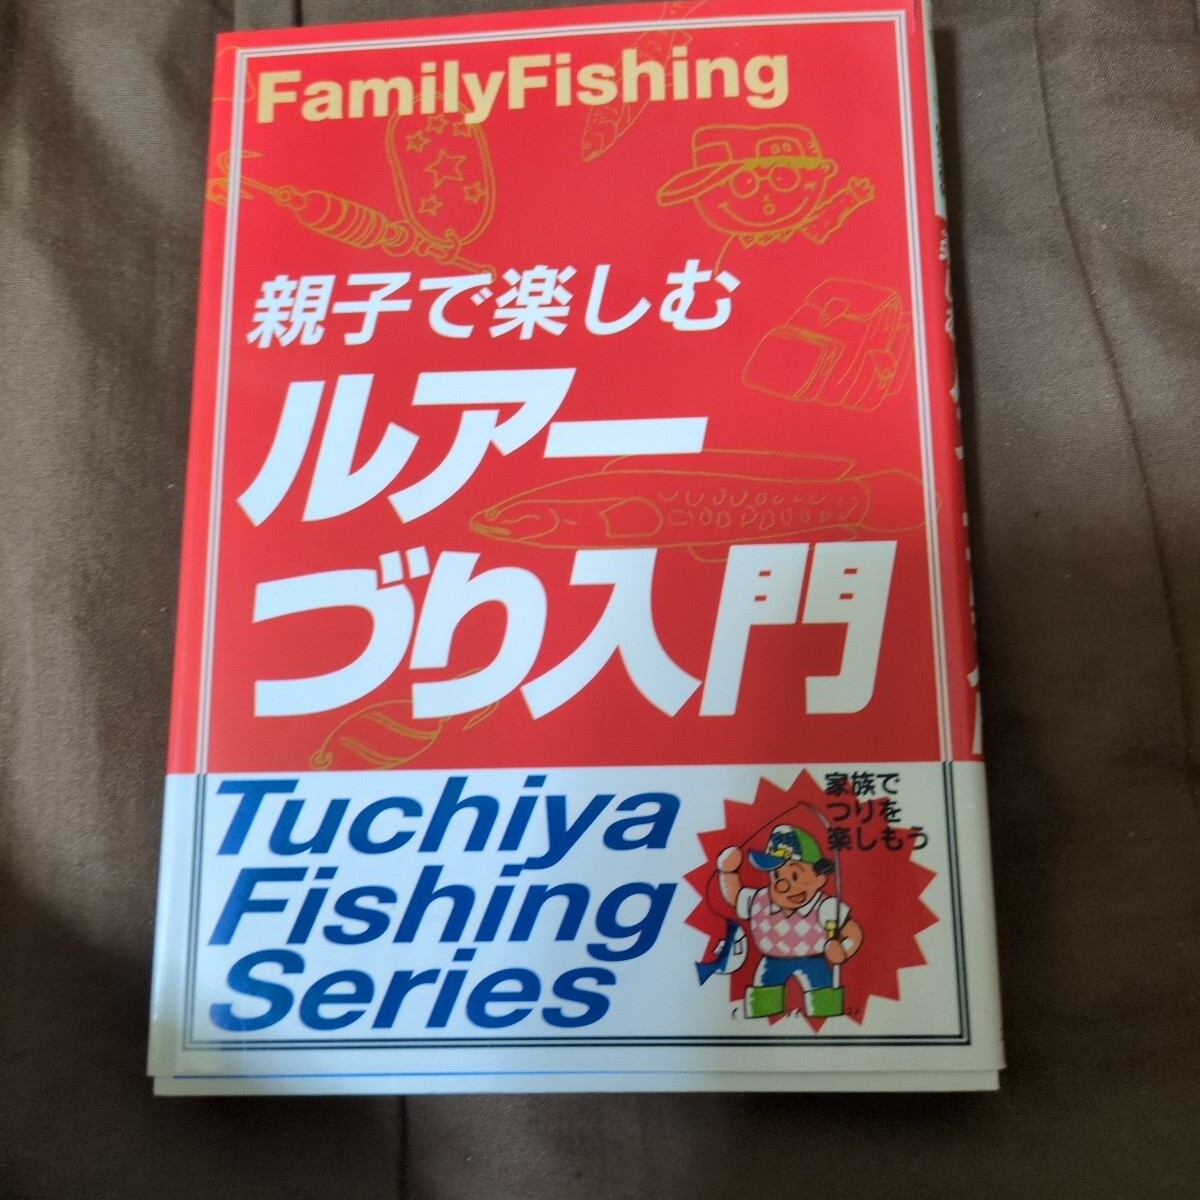 FamilyFishing
親子で楽しむ
ルアー
づり入門
Tuchiya
Fishing
Series
家族で
つりを
楽しもう